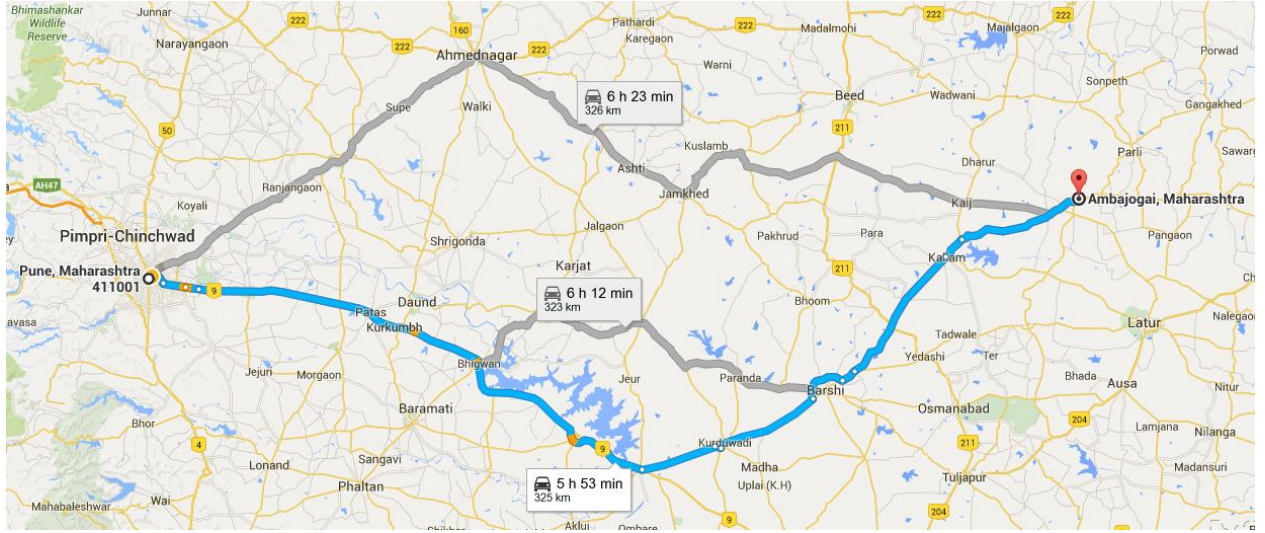 Bhimashankar
Wildlife
Reserve
Junnar
222
Pathardi
222
Madalmohi
222
Majalgaon
160
Narayangaon
222
Ahmednagar
222
Karegaon
Porwad
Warni
Sonpeth
6 h 23 min
326 km
Beed
Wadwani
Gangakhed
Supe
Walki
50
211
Kuslamb
Dharur
Parli
Ashti
AH47
Ranjangaon
Jamkhed
Kaij
Ambajogai, Maharashtra
Koyali
Pimpri-Chinchwad
Jalgaon
Pakhrud
Para
Pangaon
Shrigonda
Kallam
Pune, Maharashtra
411001
Karjat
211
9
6 h 12 min
323 km
Daund
Bhoom
Patas
Kurkumbh
Latur
Tadwale
Bhigwan
Yedashi
Ter
Jejuri
Morgaon
Jeur
Paranda
Barshi
Bhada
Ausa
Nitur
Baramati
Osmanabad
204
Bhor
Lamjana
Nilanga
4
9
Kurduwadi
211
Sangavi
Lonand
Madha
Madansuri
5 h 53 min
325 km
Uplai (K.H)
Tuljapur
Phaltan
Wai
Mahabaleshwar
204
9
Aklui